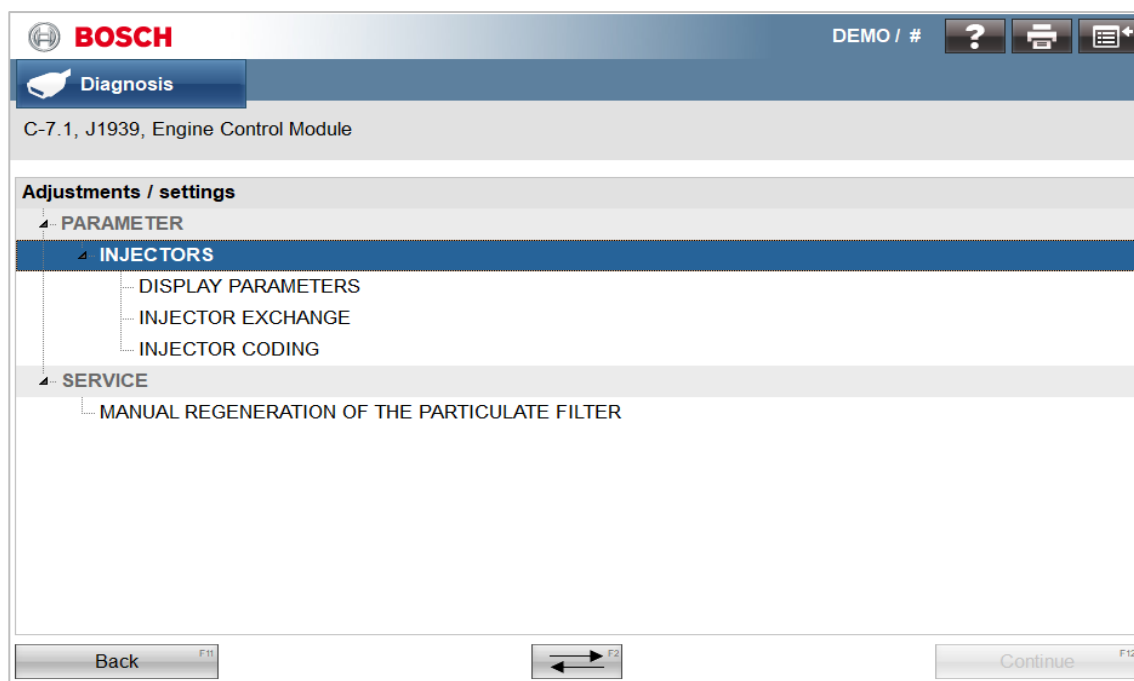 BOSCH
DEMO / #
?
Diagnosis
C-7.1, J1939, Engine Control Module
Adjustments / settings
PARAMETER
INJECTORS
DISPLAY PARAMETERS
INJECTOR EXCHANGE
INJECTOR CODING
SERVICE
MANUAL REGENERATION OF THE PARTICULATE FILTER
Back F11
F2
Continue F12